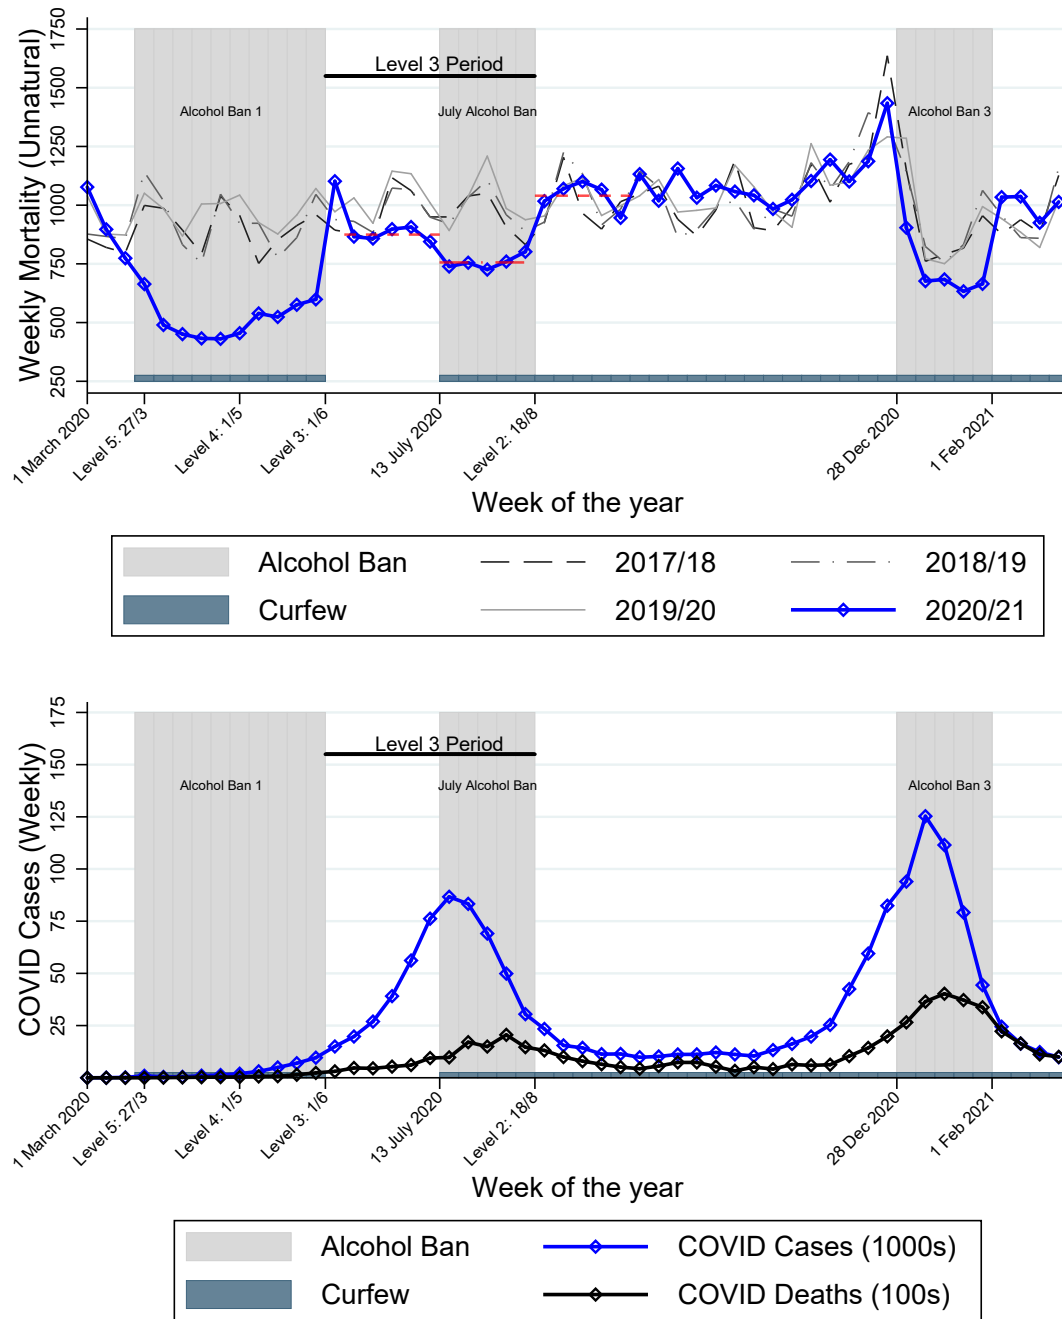 Weekly Mortality (Unnatural)
1750
1500
1250
1000
750
500
250
Level 3 Period
Alcohol Ban 1
July Alcohol Ban
Alcohol Ban 3
1 March 2020
Level 5: 27/3
Level 4: 1/5
Level 3: 1/6
13 July 2020
Level 2: 18/8
28 Dec 2020
1 Feb 2021
Week of the year
Alcohol Ban
2017/18
2018/19
Curfew
2019/20
2020/21
COVID Cases (Weekly)
175
150
125
100
75
50
25
Level 3 Period
Alcohol Ban 1
July Alcohol Ban
Alcohol Ban 3
1 March 2020
Level 5: 27/3
Level 4: 1/5
Level 3: 1/6
13 July 2020
Level 2: 18/8
28 Dec 2020
1 Feb 2021
Week of the year
Alcohol Ban
COVID Cases (1000s)
Curfew
COVID Deaths (100s)